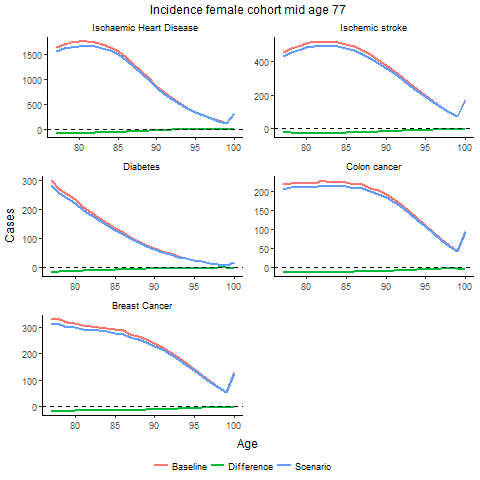 Incidence female cohort mid age 77
Ischaemic Heart Disease
1500
1000
500
0
80 85 90 95 100
Ischemic stroke
400
200
0
80 85 90 95 100
Diabetes
300
200
100
0
80 85 90 95 100
Colon cancer
200
150
100
50
0
80 85 90 95 100
Breast Cancer
300
200
100
0
80 85 90 95 100
Cases
Age
Baseline Difference Scenario